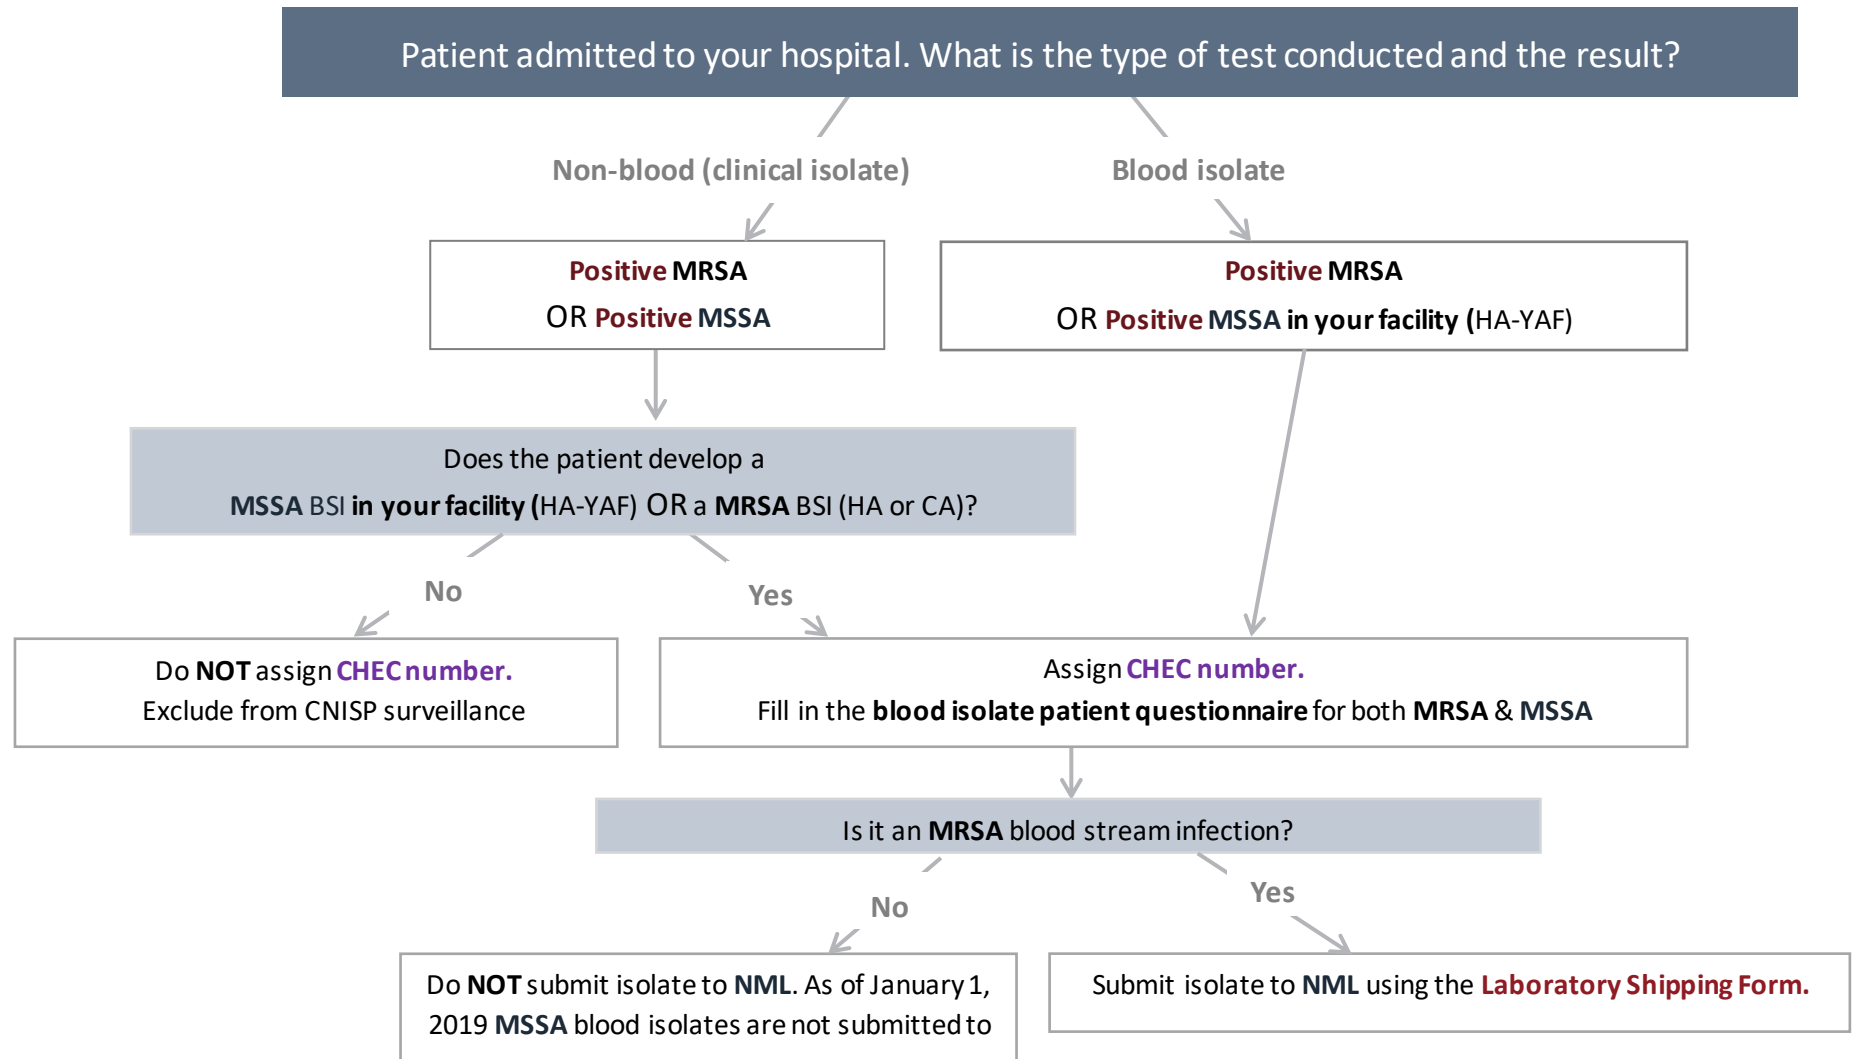 Patient admitted to your hospital. What is the type of test conducted and the result?
Non-blood (clinical isolate)
Blood isolate
Positive MRSA
OR Positive MSSA
Positive MRSA
OR Positive MSSA in your facility (HA-YAF)
Does the patient develop a
MSSA BSI in your facility (HA-YAF) OR a MRSA BSI (HA or CA)?
No
Yes
Do NOT assign CHEC number.
Exclude from CNISP surveillance
Assign CHEC number.
Fill in the blood isolate patient questionnaire for both MRSA & MSSA
Is it an MRSA blood stream infection?
No
Yes
Do NOT submit isolate to NML. As of January 1,
2019 MSSA blood isolates are not submitted to
Submit isolate to NML using the Laboratory Shipping Form.